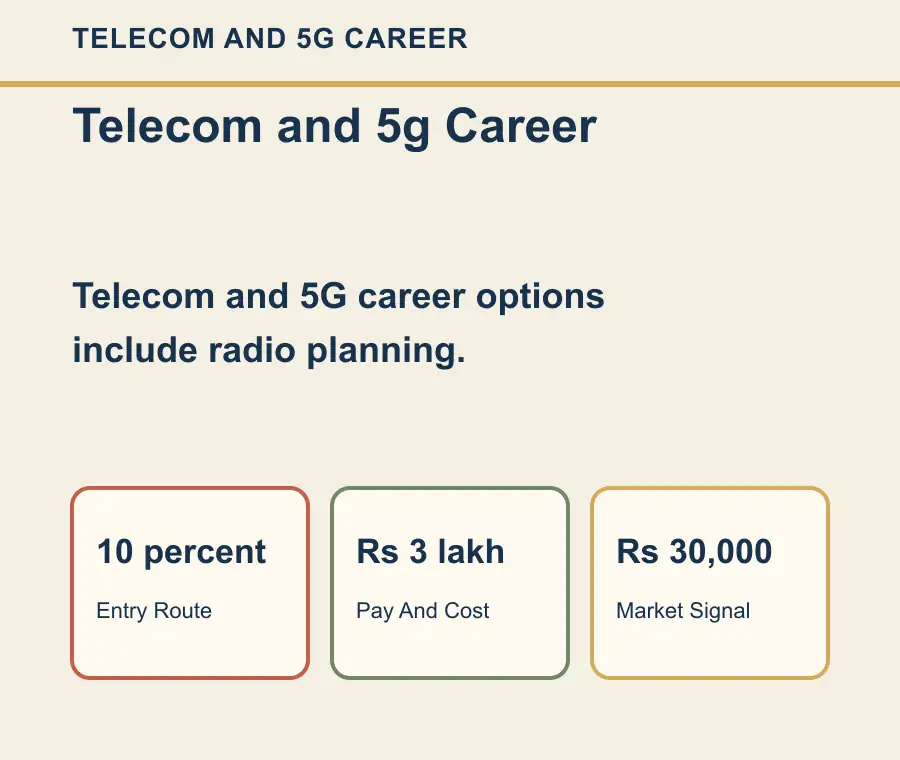 TELECOM AND 5G CAREER
Telecom and 5g Career
Telecom and 5G career options
include radio planning.
10 percent
Entry Route
Rs 3 lakh
Pay And Cost
Rs 30,000
Market Signal